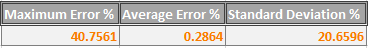 Maximum Error % Average Error % Standard Deviation %
40.7561 0.2864 20.6596